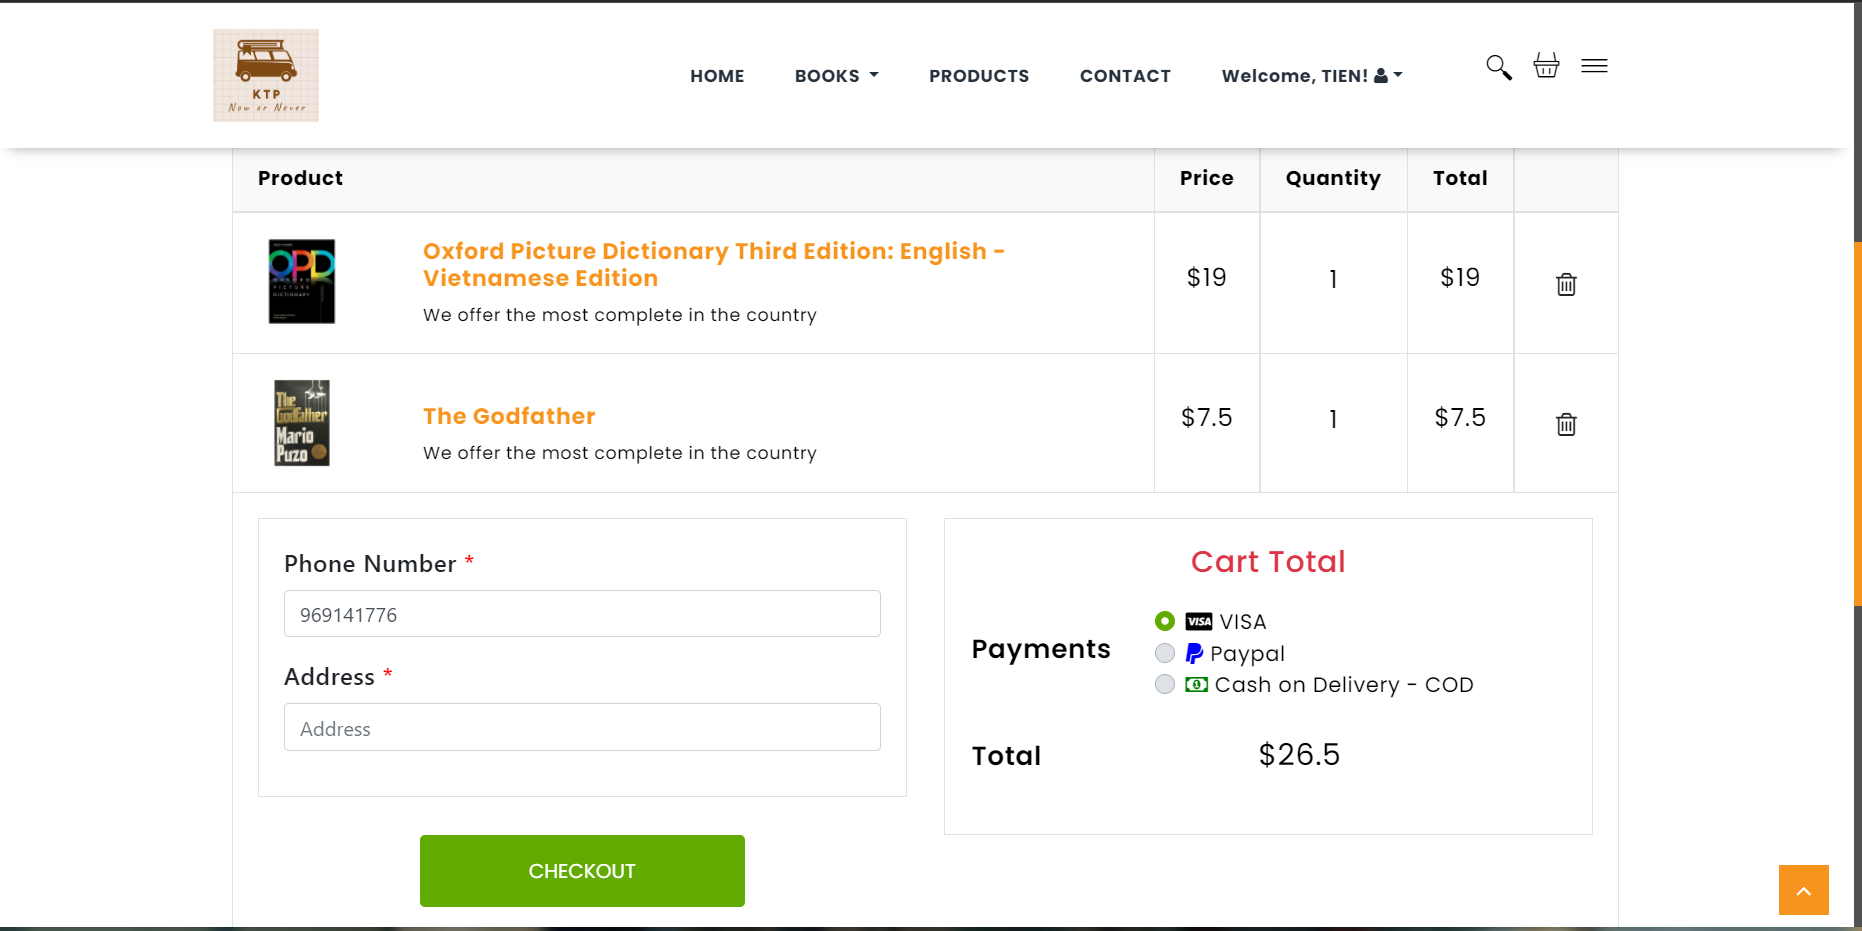 KTP
Now or Never
HOME
BOOKS
PRODUCTS
CONTACT
Welcome, TIEN!
Product
Price
Quantity
Total
OPD
PICTURE
DICTIONARY
Oxford Picture Dictionary Third Edition: English -
Vietnamese Edition
We offer the most complete in the country
$19
1
$19
The
Godfather
Mario
Puzo
The Godfather
We offer the most complete in the country
$7.5
1
$7.5
Phone Number *
969141776
Address *
Address
CHECKOUT
Cart Total
Payments
VISA VISA
Paypal
Cash on Delivery - COD
Total
$26.5